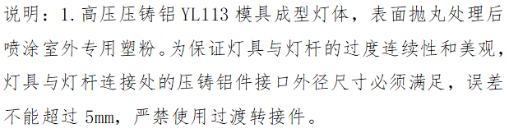 说明：1.高压压铸铝 YL113 模具成型灯体，表面抛丸处理后
喷涂室外专用塑粉。为保证灯具与灯杆的过度连续性和美观，
灯具与灯杆连接处的压铸铝件接口外径尺寸必须满足，误差
不能超过 5mm，严禁使用过渡转接件。